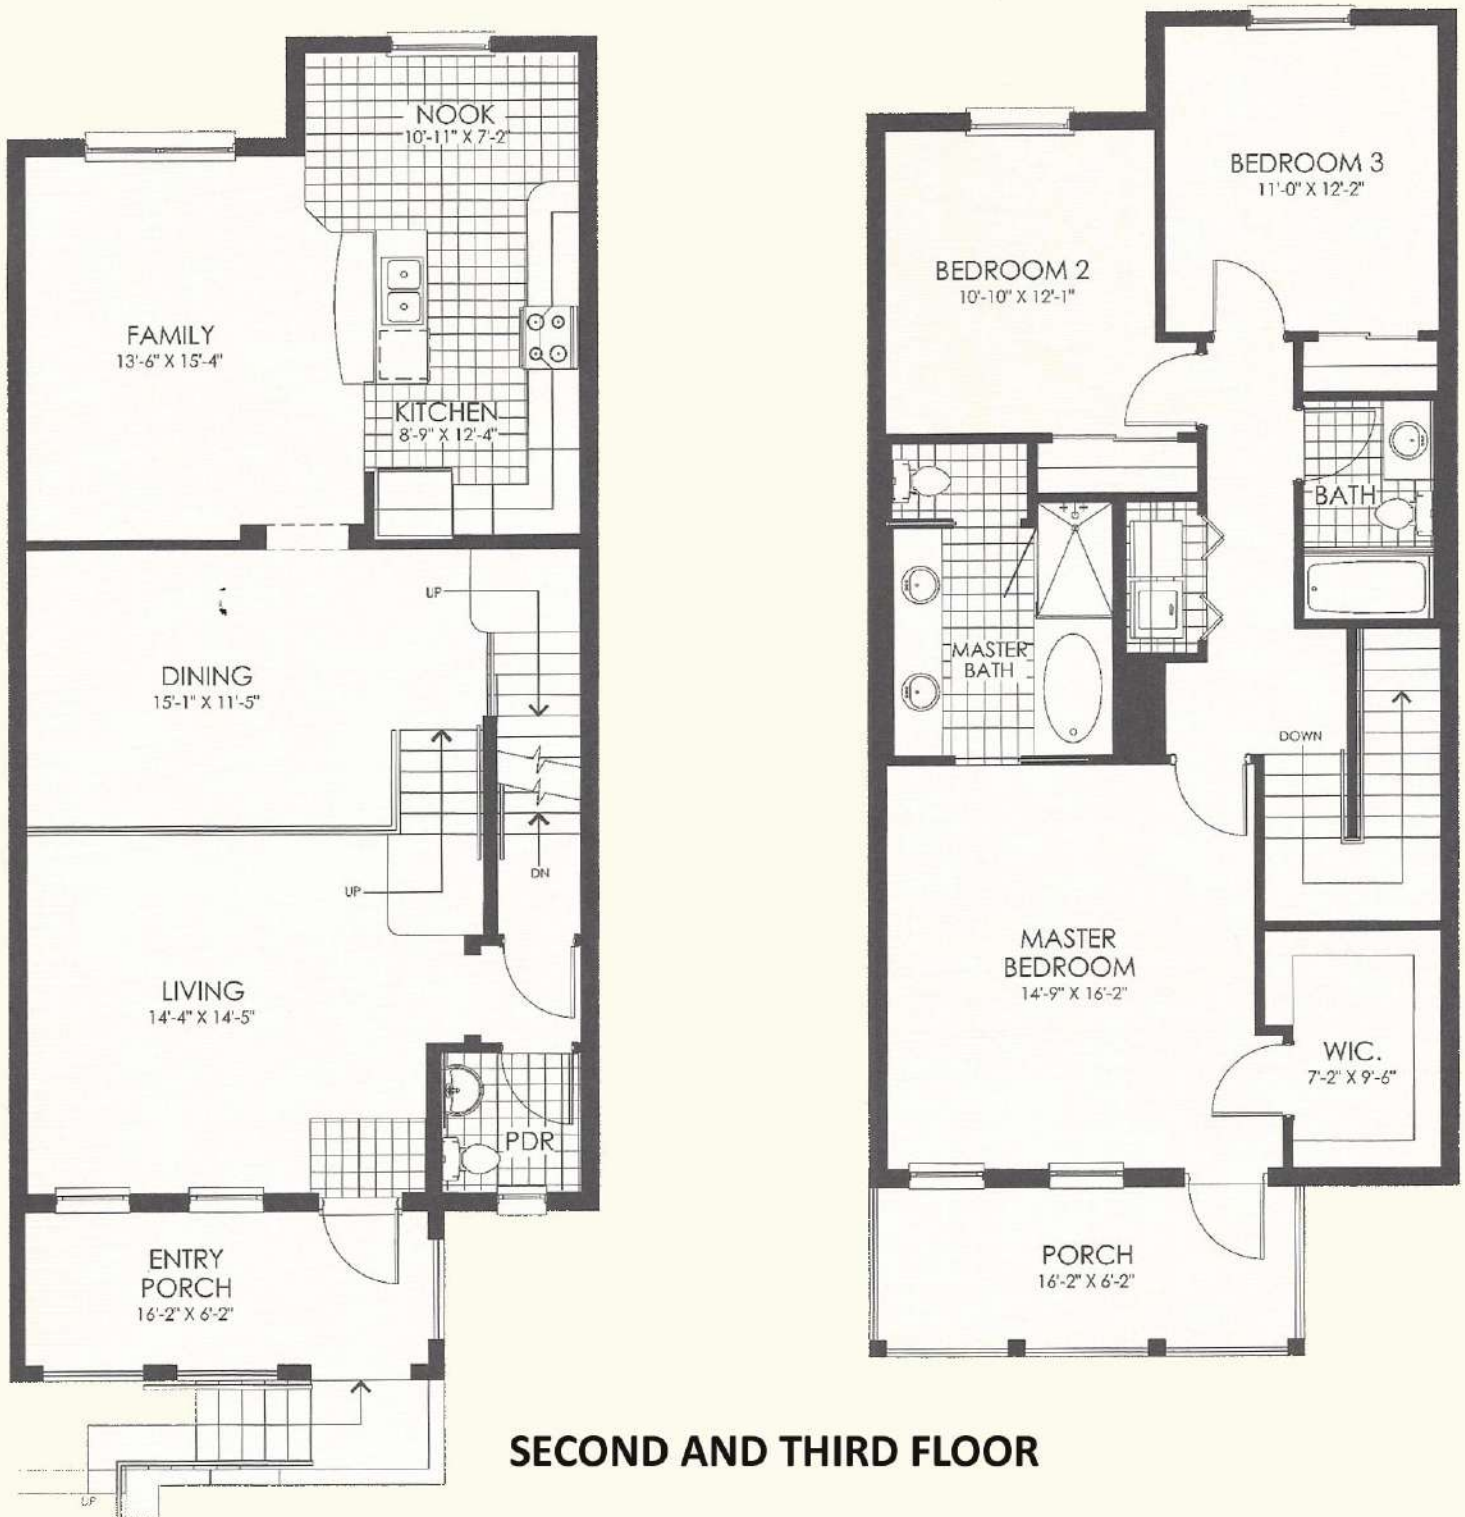 NOOK
10'-11" X 7'-2"
FAMILY
13'-6" X 15'-4"
KITCHEN
8'-9" X 12'-4"
UP
DINING
15'-1" X 11'-5"
DN
UP
LIVING
14'-4" X 14'-5"
PDR
ENTRY
PORCH
16'-2" X 6'-2"
UP
BEDROOM 3
11'-0" X 12'-2"
BEDROOM 2
10'-10" X 12'-1"
BATH
MASTER
BATH
DOWN
MASTER
BEDROOM
14'-9" X 16'-2"
WIC.
7'-2" X 9'-6"
PORCH
16'-2" X 6'-2"
SECOND AND THIRD FLOOR